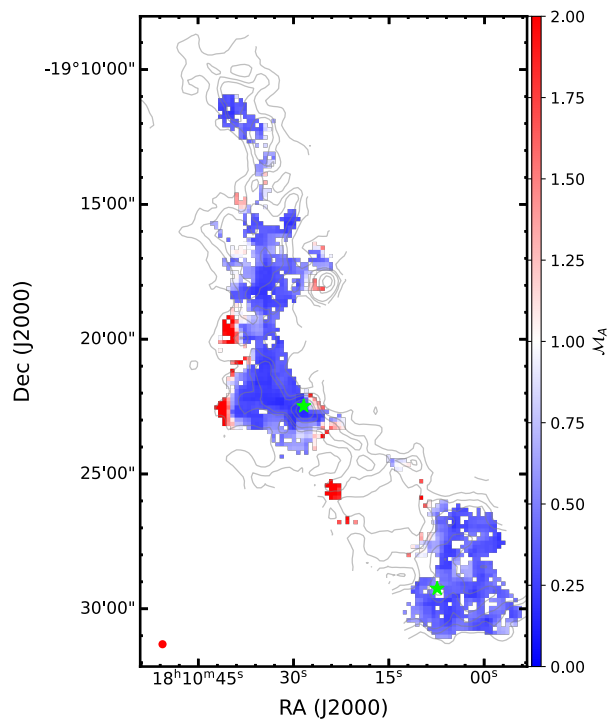 -19°10'00"
15'00"
20'00"
25'00"
30'00"
Dec (J2000)
18ʰ10ᵐ45ˢ
30ˢ
15ˢ
00ˢ
RA (J2000)
2.00
1.75
1.50
1.25
1.00
0.75
0.50
0.25
0.00
ℳ_A